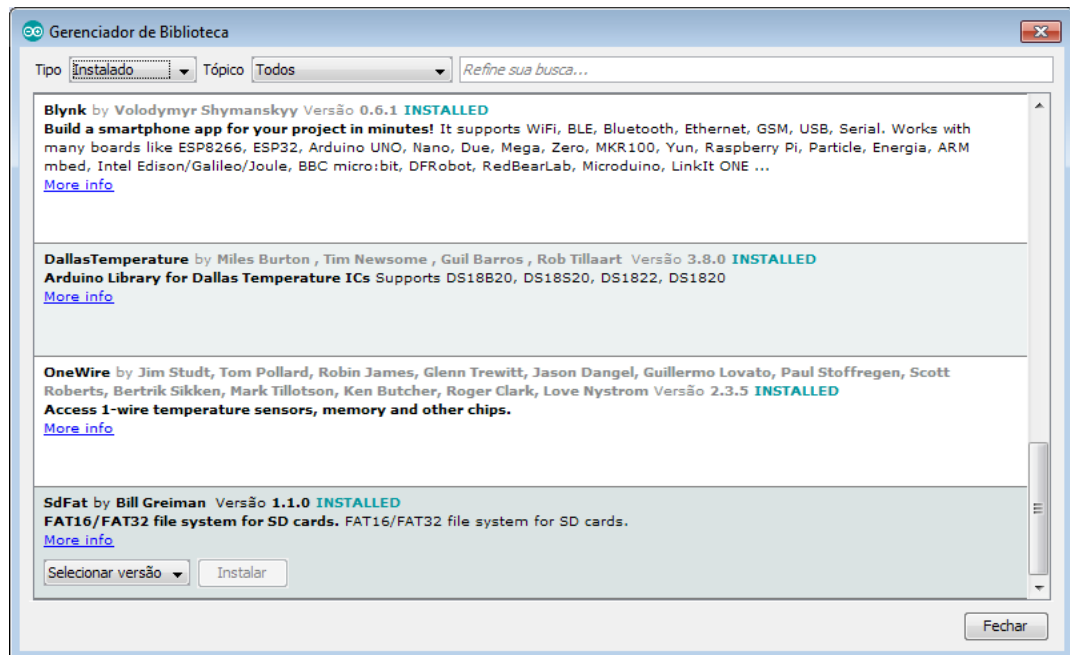 Gerenciador de Biblioteca
Tipo Instalado Tópico Todos Refine sua busca...
Blynk by Volodymyr Shymanskyy Versão 0.6.1 INSTALLED
Build a smartphone app for your project in minutes! It supports WiFi, BLE, Bluetooth, Ethernet, GSM, USB, Serial. Works with
many boards like ESP8266, ESP32, Arduino UNO, Nano, Due, Mega, Zero, MKR100, Yun, Raspberry Pi, Particle, Energia, ARM
mbed, Intel Edison/Galileo/Joule, BBC micro:bit, DFRobot, RedBearLab, Microduino, LinkIt ONE ...
More info
DallasTemperature by Miles Burton , Tim Newsome , Guil Barros , Rob Tillaart Versão 3.8.0 INSTALLED
Arduino Library for Dallas Temperature ICs Supports DS18B20, DS18S20, DS1822, DS1820
More info
OneWire by Jim Studt, Tom Pollard, Robin James, Glenn Trewitt, Jason Dangel, Guillermo Lovato, Paul Stoffregen, Scott
Roberts, Bertrik Sikken, Mark Tillotson, Ken Butcher, Roger Clark, Love Nystrom Versão 2.3.5 INSTALLED
Access 1-wire temperature sensors, memory and other chips.
More info
SdFat by Bill Greiman Versão 1.1.0 INSTALLED
FAT16/FAT32 file system for SD cards. FAT16/FAT32 file system for SD cards.
More info
Selecionar versão Instalar
Fechar